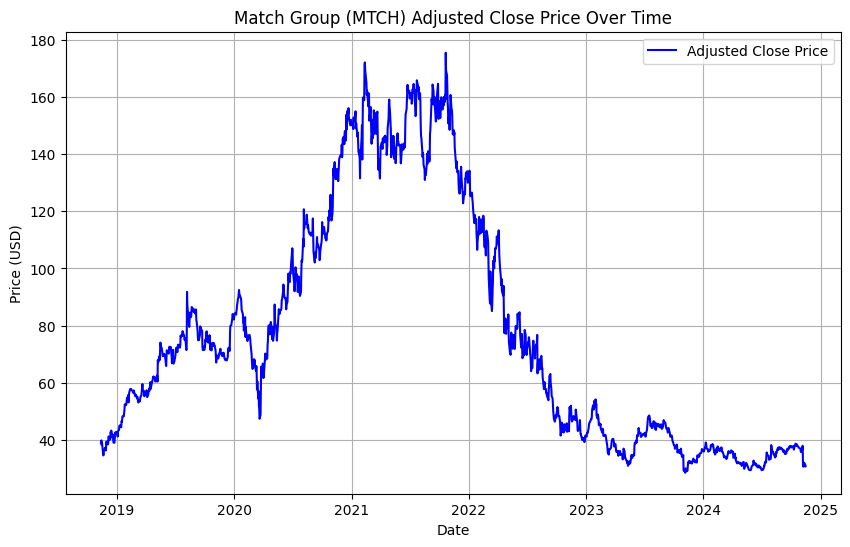 Match Group (MTCH) Adjusted Close Price Over Time
Adjusted Close Price
Price (USD)
180
160
140
120
100
80
60
40
2019 2020 2021 2022 2023 2024 2025
Date